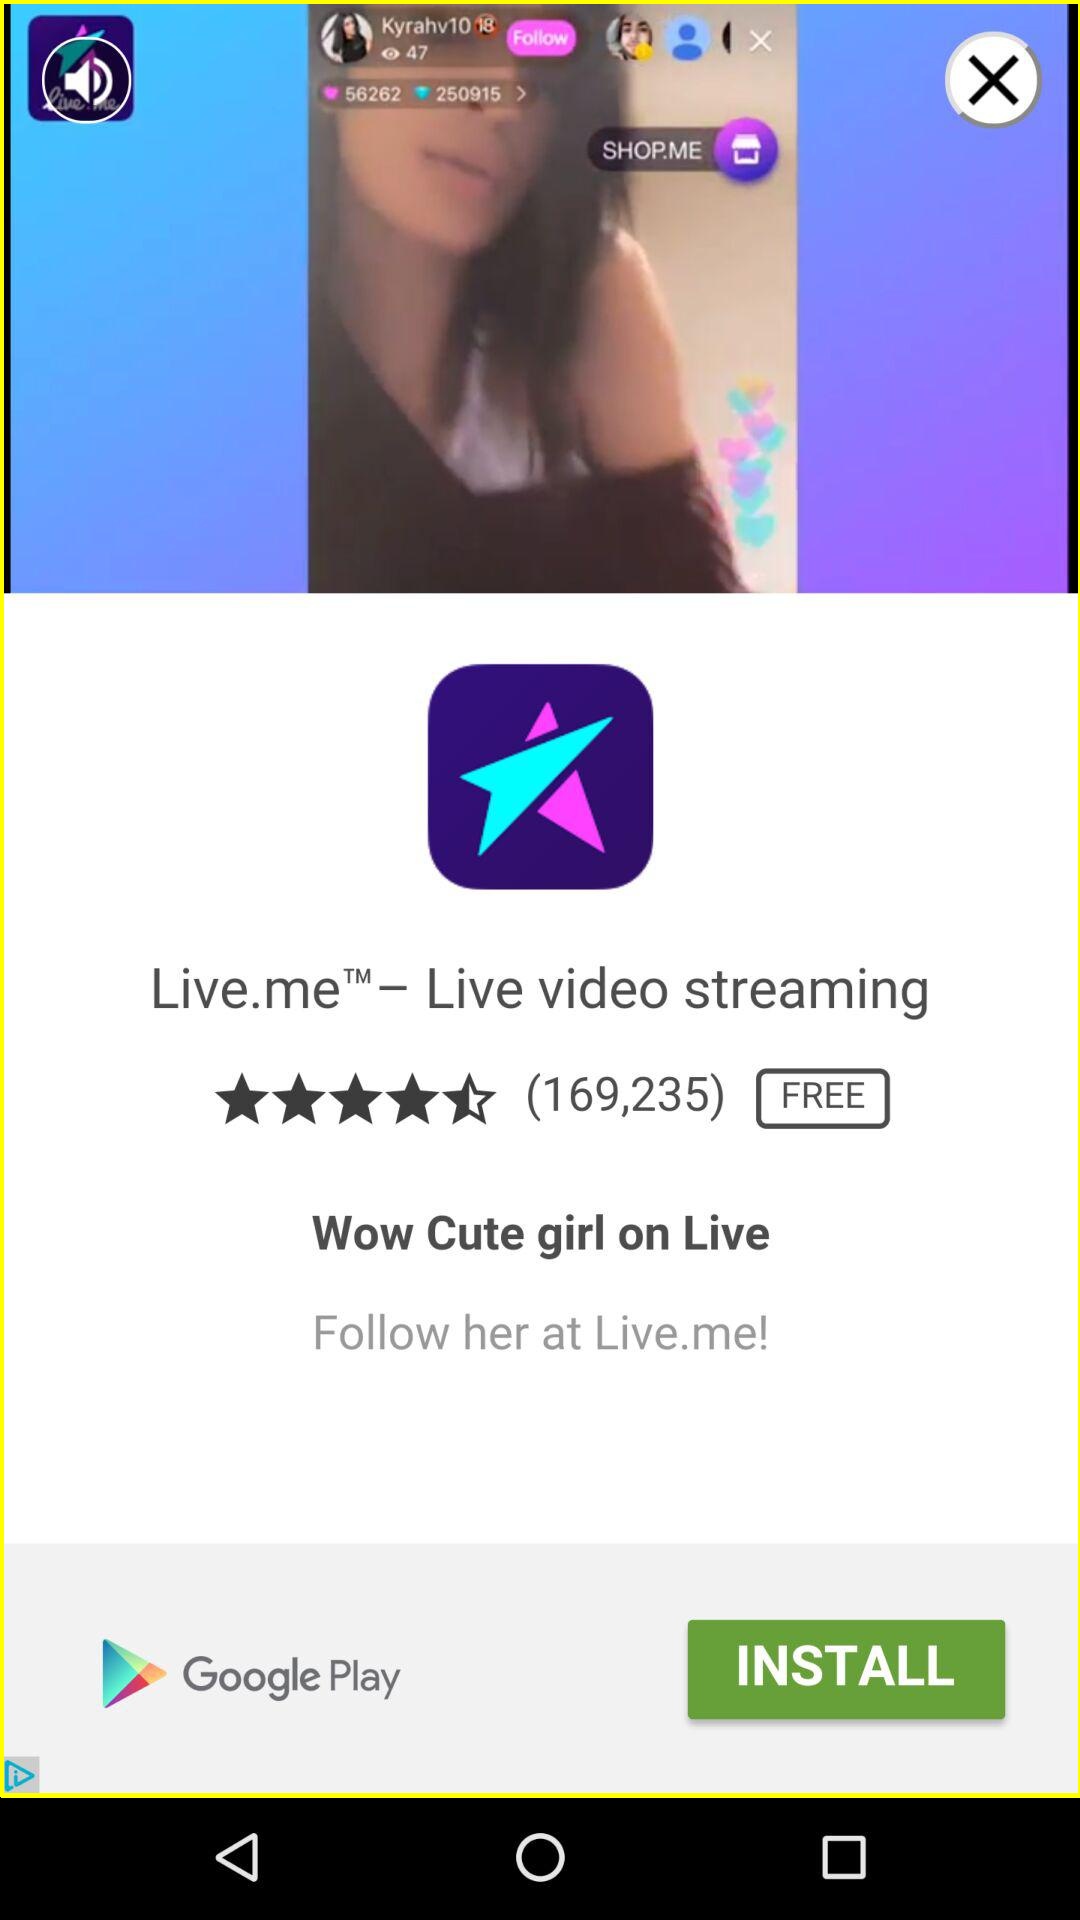 Kyrahv10 18 Follow
47
56262 250915
SHOP.ME
Live.me
Live.me™– Live video streaming
(169,235) FREE
Wow Cute girl on Live
Follow her at Live.me!
Google Play INSTALL